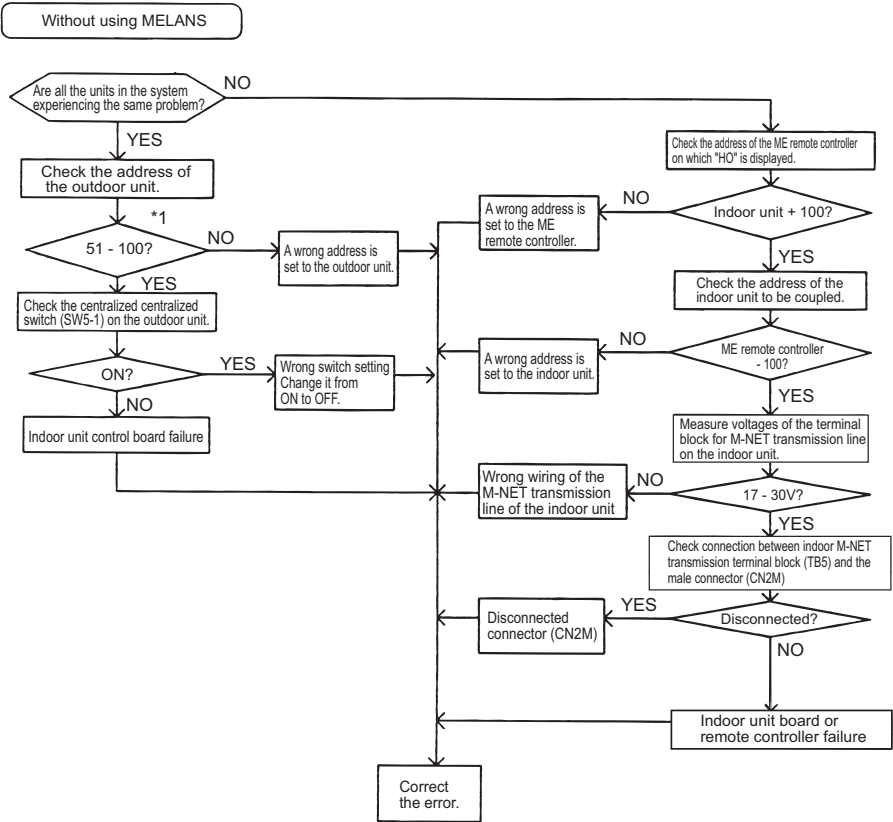 Without using MELANS
Are all the units in the system
experiencing the same problem?
NO
YES
Check the address of
the outdoor unit.
*1
51 - 100?
NO
A wrong address is
set to the outdoor unit.
YES
Check the centralized centralized
switch (SW5-1) on the outdoor unit.
ON?
YES
Wrong switch setting
Change it from
ON to OFF.
NO
Indoor unit control board failure
Check the address of the ME remote controller
on which "HO" is displayed.
Indoor unit + 100?
NO
A wrong address is
set to the ME
remote controller.
YES
Check the address of the
indoor unit to be coupled.
ME remote controller
- 100?
NO
A wrong address is
set to the indoor unit.
YES
Measure voltages of the terminal
block for M-NET transmission line
on the indoor unit.
17 - 30V?
NO
Wrong wiring of the
M-NET transmission
line of the indoor unit
YES
Check connection between indoor M-NET
transmission terminal block (TB5) and the
male connector (CN2M)
Disconnected?
YES
Disconnected
connector (CN2M)
NO
Indoor unit board or
remote controller failure
Correct
the error.